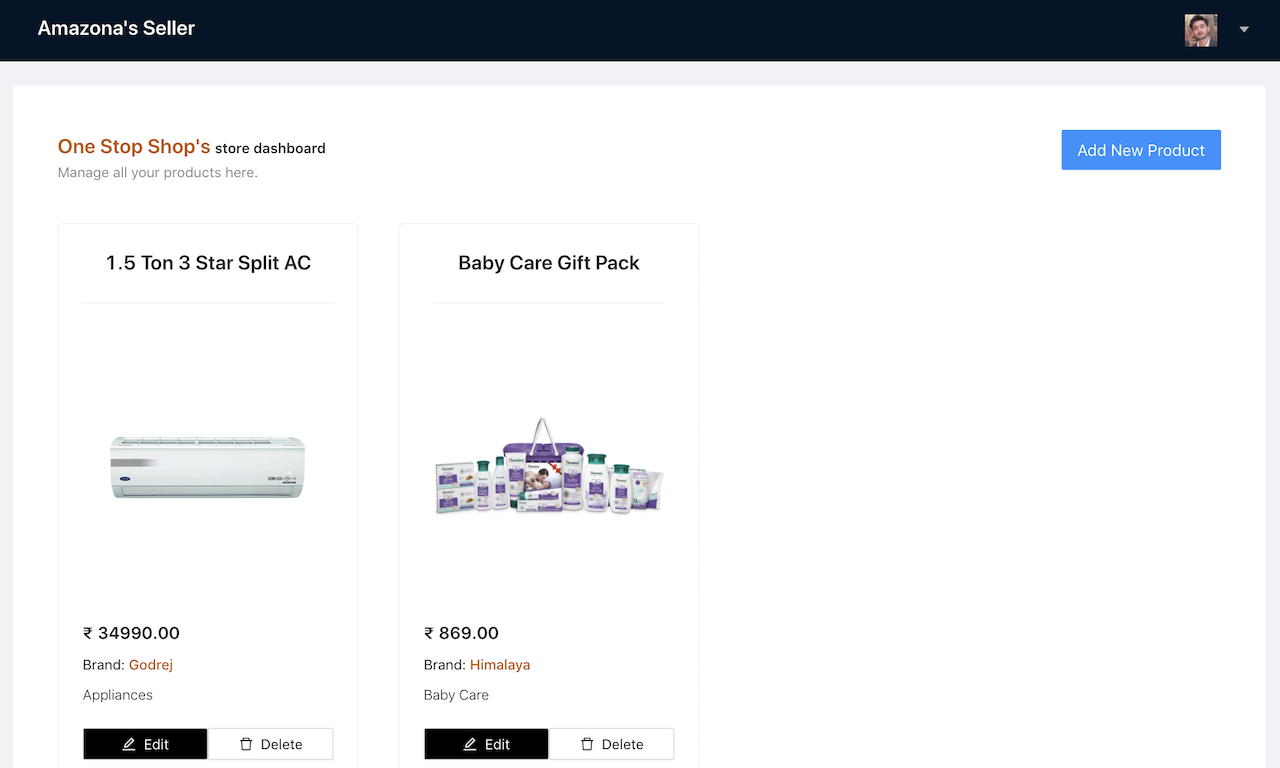 Amazona's Seller
One Stop Shop's store dashboard
Manage all your products here.
Add New Product
1.5 Ton 3 Star Split AC
₹ 34990.00
Brand: Godrej
Appliances
Edit
Delete
Baby Care Gift Pack
₹ 869.00
Brand: Himalaya
Baby Care
Edit
Delete